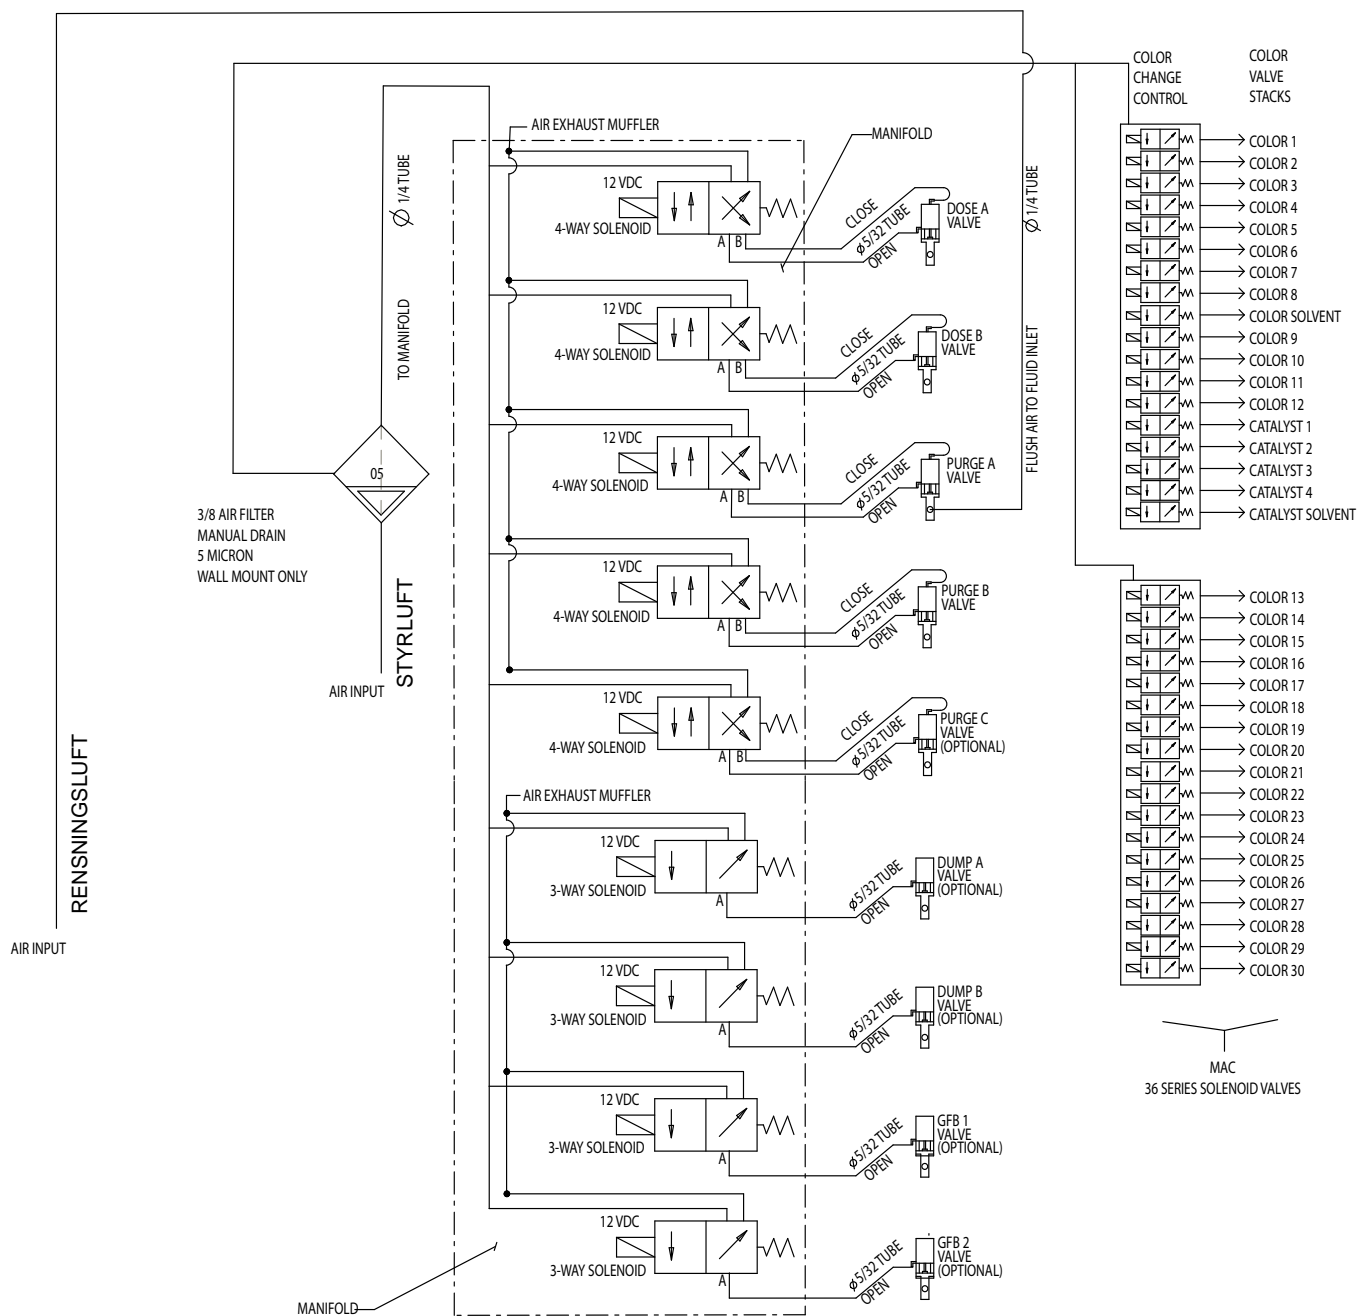 COLOR
CHANGE
CONTROL
COLOR
VALVE
STACKS
AIR EXHAUST MUFFLER
MANIFOLD
Ø 1/4 TUBE
TO MANIFOLD
05
3/8 AIR FILTER
MANUAL DRAIN
5 MICRON
WALL MOUNT ONLY
STYRLUFT
AIR INPUT
RENSNINGSLUFT
AIR INPUT
12 VDC
4-WAY SOLENOID
A B
CLOSE
Ø5/32 TUBE
OPEN
DOSE A
VALVE
12 VDC
4-WAY SOLENOID
A B
CLOSE
Ø5/32 TUBE
OPEN
DOSE B
VALVE
12 VDC
4-WAY SOLENOID
A B
CLOSE
Ø5/32 TUBE
OPEN
PURGE A
VALVE
12 VDC
4-WAY SOLENOID
A B
CLOSE
Ø5/32 TUBE
OPEN
PURGE B
VALVE
12 VDC
4-WAY SOLENOID
A B
CLOSE
Ø5/32 TUBE
OPEN
PURGE C
VALVE
(OPTIONAL)
AIR EXHAUST MUFFLER
12 VDC
3-WAY SOLENOID
A
Ø5/32 TUBE
OPEN
DUMP A
VALVE
(OPTIONAL)
12 VDC
3-WAY SOLENOID
A
Ø5/32 TUBE
OPEN
DUMP B
VALVE
(OPTIONAL)
12 VDC
3-WAY SOLENOID
A
Ø5/32 TUBE
OPEN
GFB 1
VALVE
(OPTIONAL)
12 VDC
3-WAY SOLENOID
A
Ø5/32 TUBE
OPEN
GFB 2
VALVE
(OPTIONAL)
MANIFOLD
Ø 1/4 TUBE
FLUSH AIR TO FLUID INLET
COLOR 1
COLOR 2
COLOR 3
COLOR 4
COLOR 5
COLOR 6
COLOR 7
COLOR 8
COLOR SOLVENT
COLOR 9
COLOR 10
COLOR 11
COLOR 12
CATALYST 1
CATALYST 2
CATALYST 3
CATALYST 4
CATALYST SOLVENT
COLOR 13
COLOR 14
COLOR 15
COLOR 16
COLOR 17
COLOR 18
COLOR 19
COLOR 20
COLOR 21
COLOR 22
COLOR 23
COLOR 24
COLOR 25
COLOR 26
COLOR 27
COLOR 28
COLOR 29
COLOR 30
MAC
36 SERIES SOLENOID VALVES